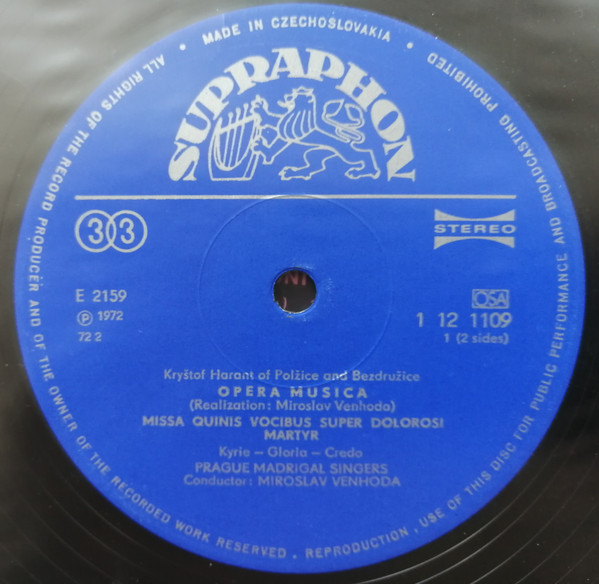 ALL RIGHTS OF THE RECORD PRODUCER AND OF THE OWNER OF THE RECORDED WORK RESERVED . REPRODUCTION , USE OF THIS DISC FOR PUBLIC PERFORMANCE AND BROADCASTING PROHIBITED
• MADE IN CZECHOSLOVAKIA •
SUPRAPHON
33
STEREO
E 2159
OSA
Ⓟ 1972
1 12 1109
72 2
1 (2 sides)
Kryštof Harant of Polžice and Bezdružice
OPERA MUSICA
(Realization: Miroslav Venhoda)
MISSA QUINIS VOCIBUS SUPER DOLOROSI
MARTYR
Kyrie – Gloria – Credo
PRAGUE MADRIGAL SINGERS
Conductor: MIROSLAV VENHODA